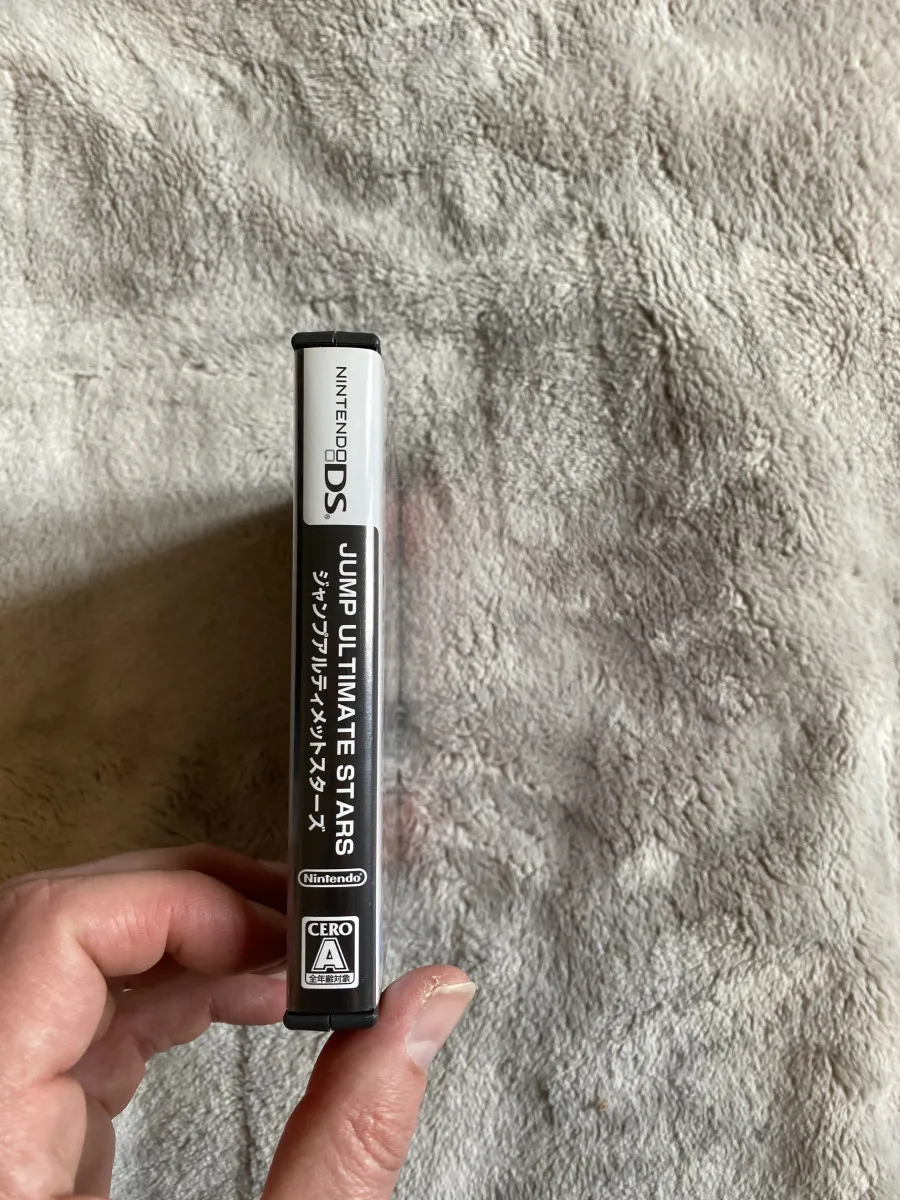 NINTENDO DS®
JUMP ULTIMATE STARS
ジャンプアルティメットスターズ
Nintendo®
CERO
A
全年齢対象